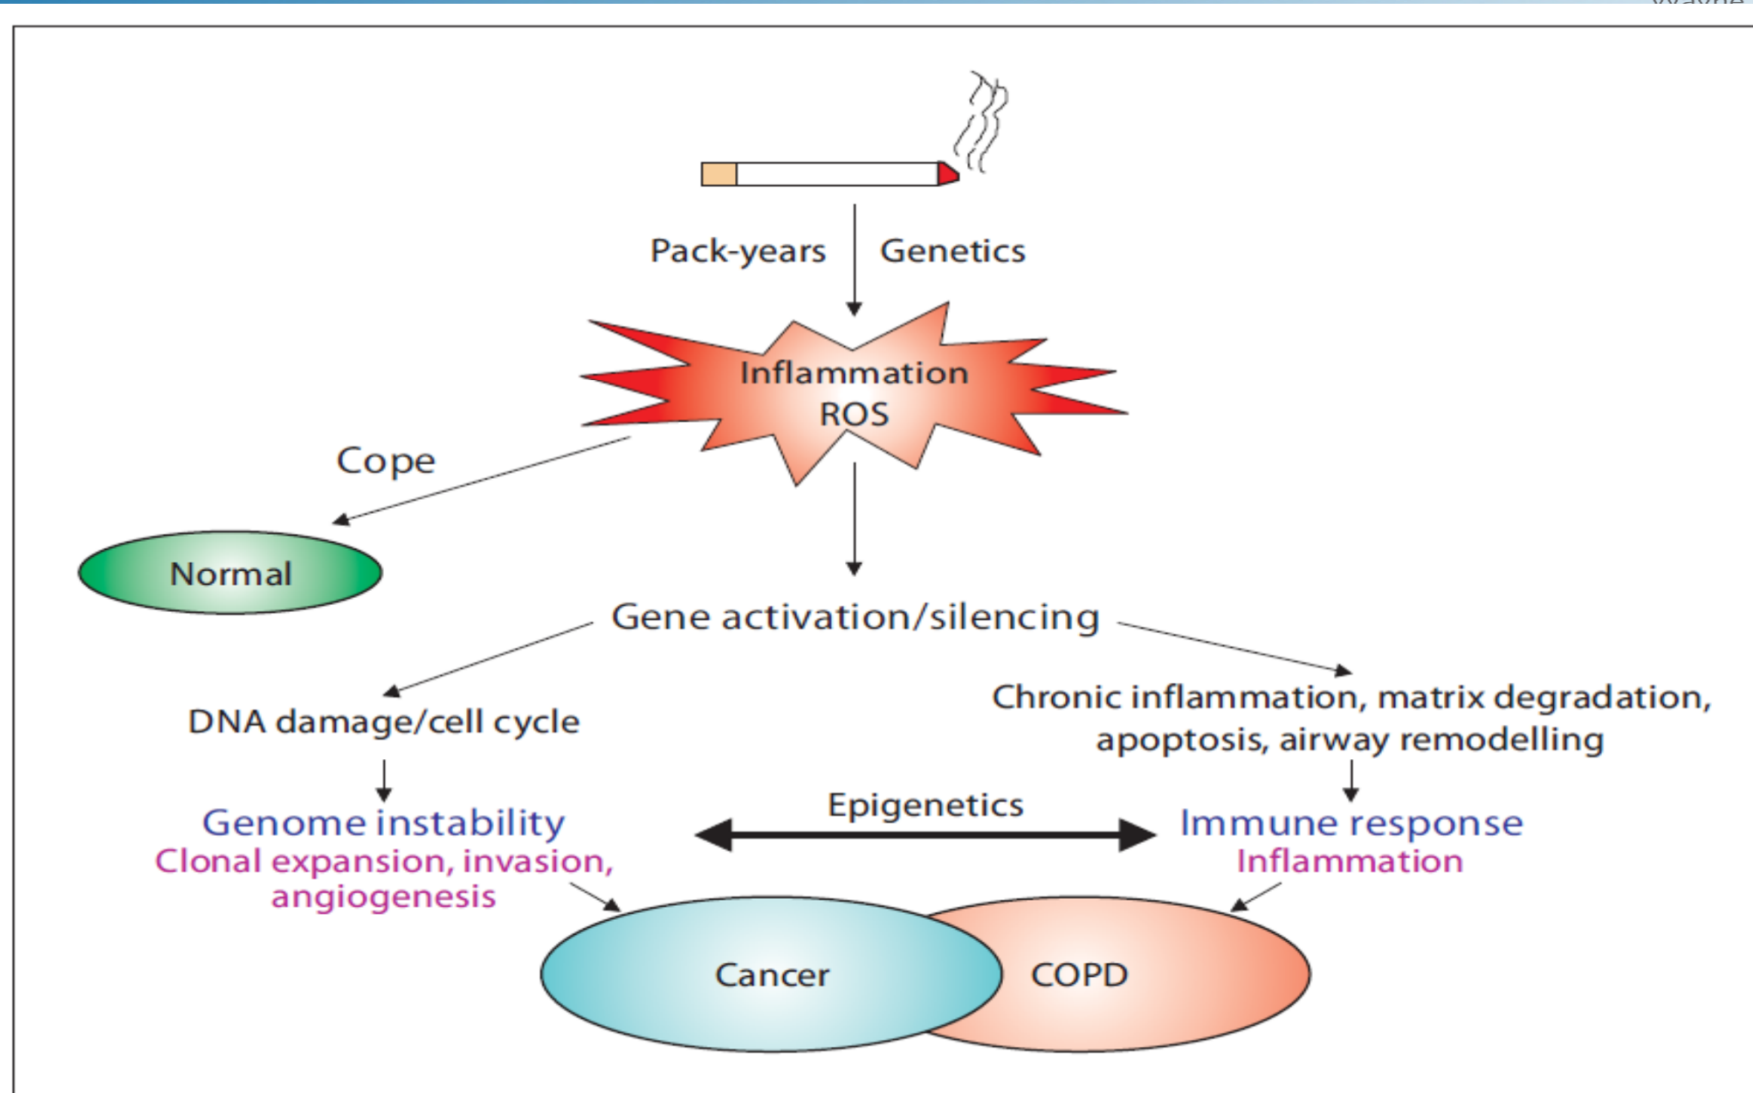 Pack-years
Genetics
Inflammation
ROS
Cope
Normal
Gene activation/silencing
DNA damage/cell cycle
Chronic inflammation, matrix degradation,
apoptosis, airway remodelling
Genome instability
Clonal expansion, invasion,
angiogenesis
Epigenetics
Immune response
Inflammation
Cancer
COPD